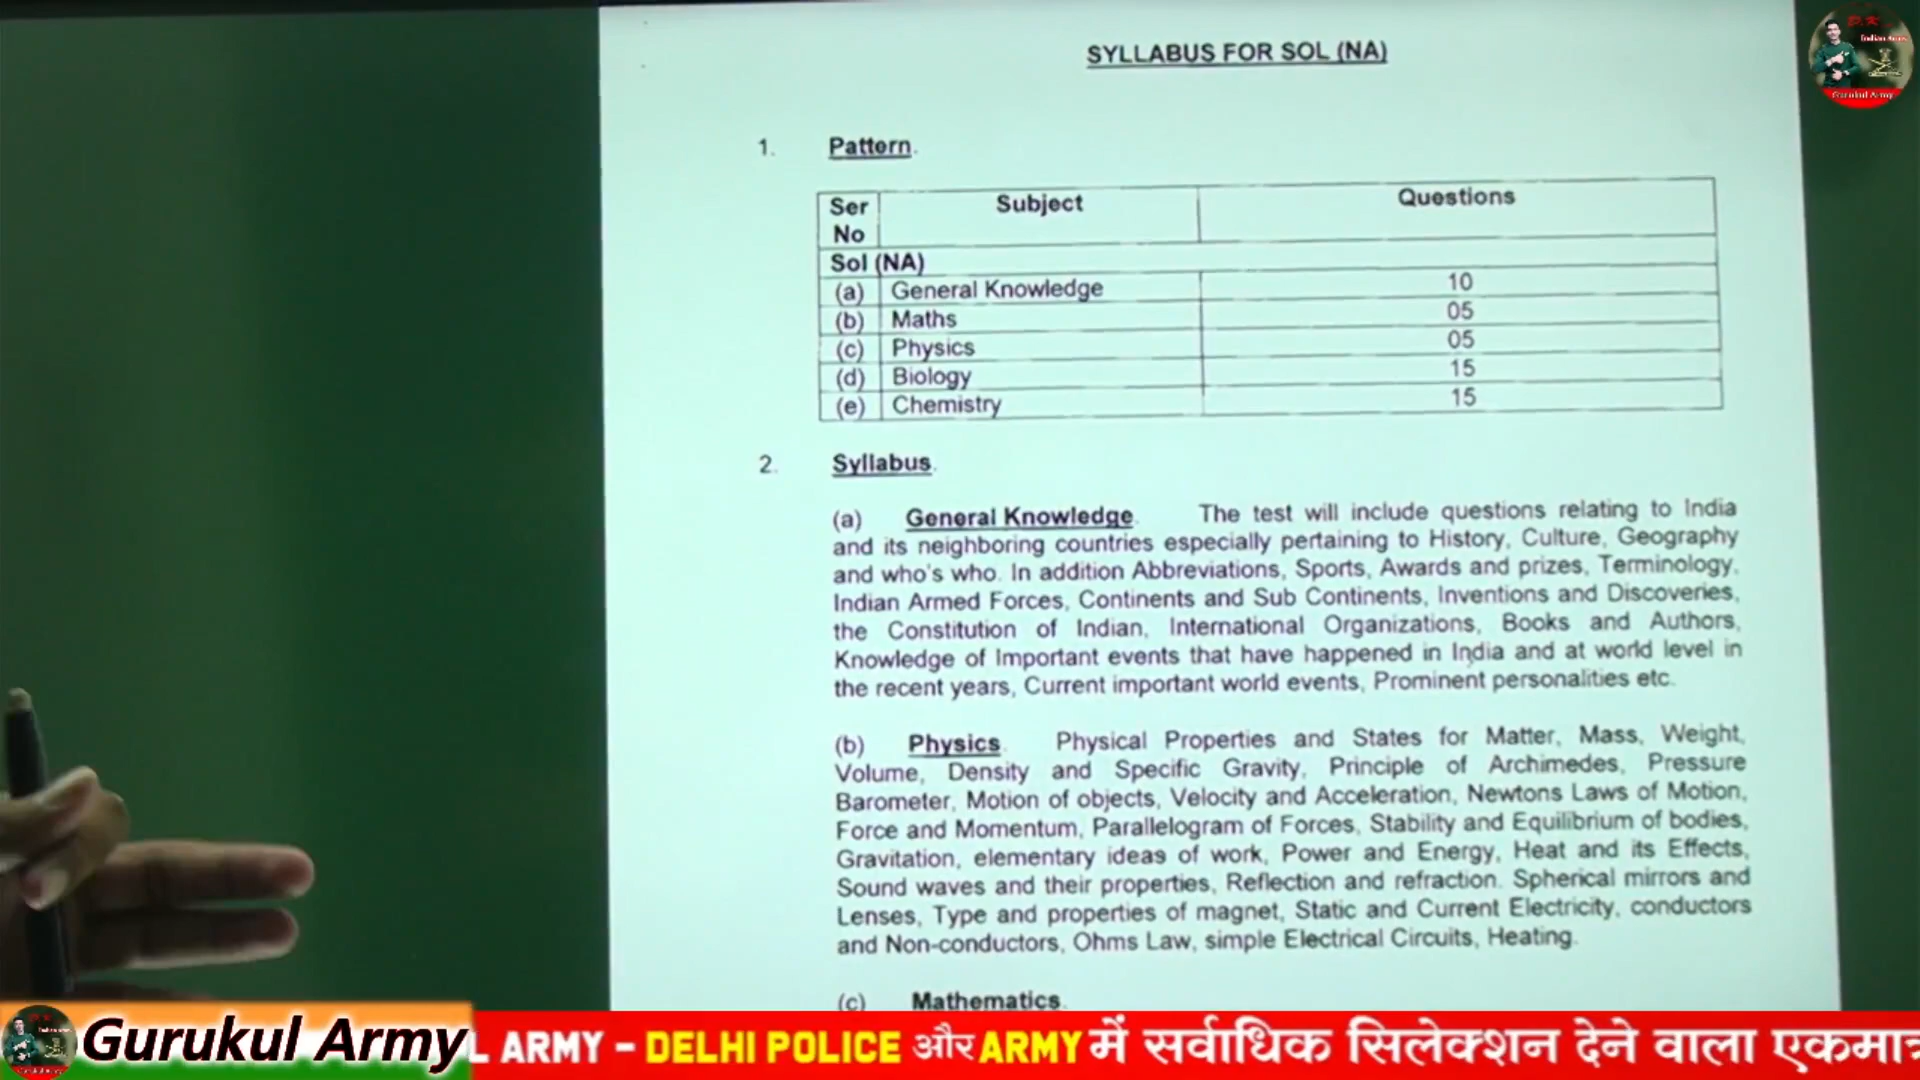 SYLLABUS FOR SOL (NA)
1. Pattern.
Ser No Subject Questions
Sol (NA)
(a) General Knowledge 10
(b) Maths 05
(c) Physics 05
(d) Biology 15
(e) Chemistry 15
2. Syllabus.
(a) General Knowledge. The test will include questions relating to India
and its neighboring countries especially pertaining to History, Culture, Geography
and who's who. In addition Abbreviations, Sports, Awards and prizes, Terminology,
Indian Armed Forces, Continents and Sub Continents, Inventions and Discoveries,
the Constitution of Indian, International Organizations, Books and Authors,
Knowledge of Important events that have happened in India and at world level in
the recent years, Current important world events, Prominent personalities etc.
(b) Physics. Physical Properties and States for Matter, Mass, Weight,
Volume, Density and Specific Gravity, Principle of Archimedes, Pressure
Barometer, Motion of objects, Velocity and Acceleration, Newtons Laws of Motion,
Force and Momentum, Parallelogram of Forces, Stability and Equilibrium of bodies,
Gravitation, elementary ideas of work, Power and Energy, Heat and its Effects,
Sound waves and their properties, Reflection and refraction. Spherical mirrors and
Lenses, Type and properties of magnet, Static and Current Electricity, conductors
and Non-conductors, Ohms Law, simple Electrical Circuits, Heating.
(c) Mathematics.
Indian Army
Gurukul Army
Gurukul Army
L ARMY – DELHI POLICE और ARMY में सर्वाधिक सिलेक्शन देने वाला एकमात्र